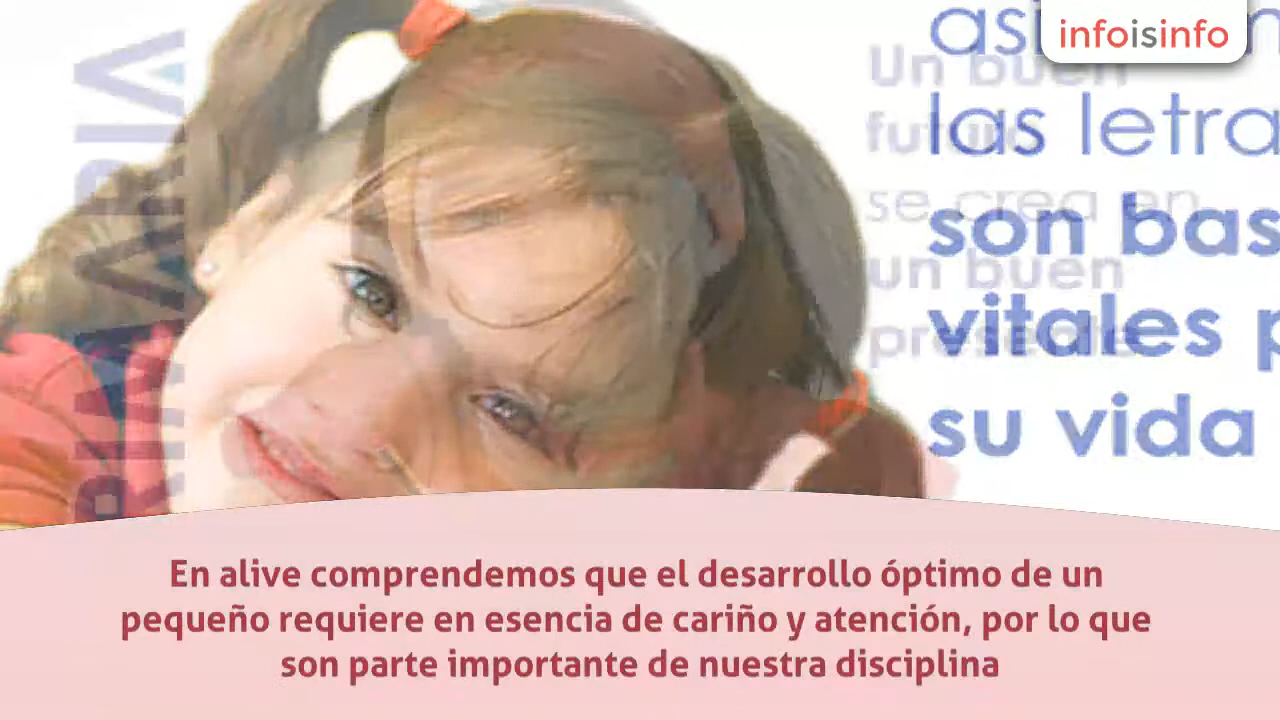 infoisinfo
Un buen
futuro
se crea en
un buen
presente
las letra
son bas
vitales p
su vida
En alive comprendemos que el desarrollo óptimo de un
pequeño requiere en esencia de cariño y atención, por lo que
son parte importante de nuestra disciplina